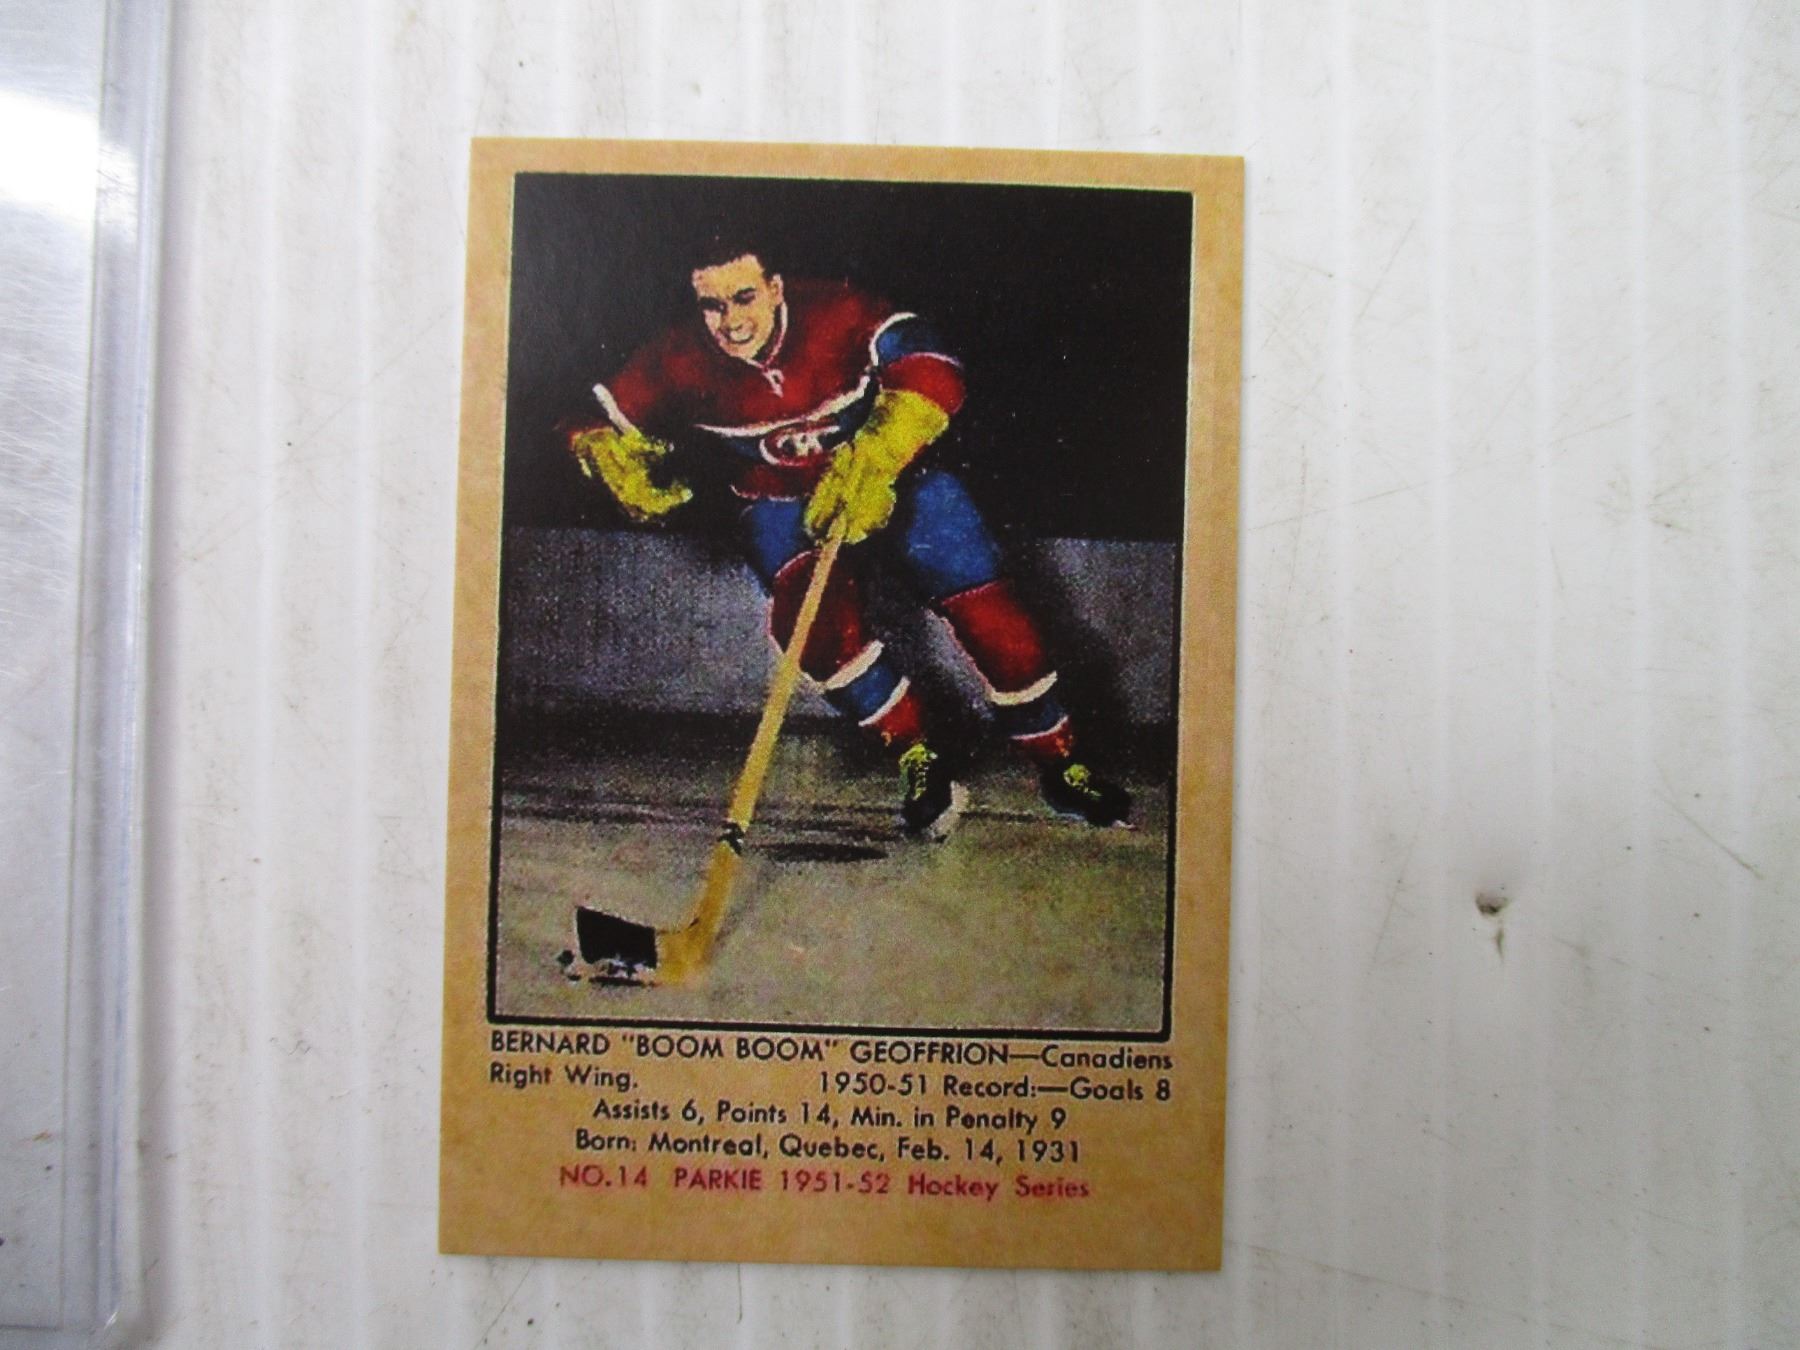 BERNARD "BOOM BOOM" GEOFFRION—Canadiens
Right Wing. 1950-51 Record:—Goals 8
Assists 6, Points 14, Min. in Penalty 9
Born: Montreal, Quebec, Feb. 14, 1931
NO.14 PARKIE 1951-52 Hockey Series